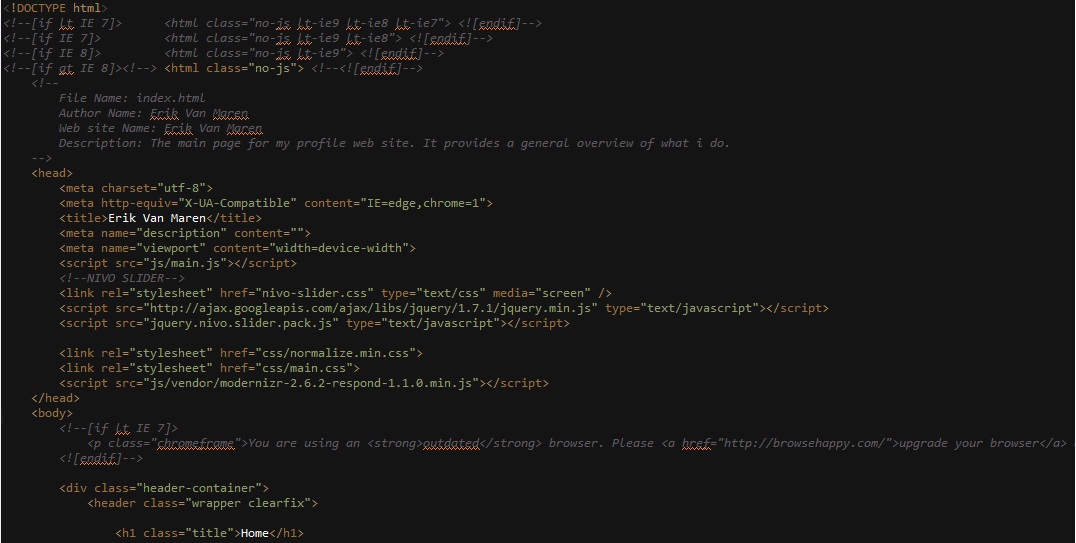 <!DOCTYPE html>
<!--[if lt IE 7]>      <html class="no-js lt-ie9 lt-ie8 lt-ie7"> <![endif]-->
<!--[if IE 7]>         <html class="no-js lt-ie9 lt-ie8"> <![endif]-->
<!--[if IE 8]>         <html class="no-js lt-ie9"> <![endif]-->
<!--[if gt IE 8]><!--> <html class="no-js"> <!--<![endif]-->
    <!--
        File Name: index.html
        Author Name: Erik Van Maren
        Web site Name: Erik Van Maren
        Description: The main page for my profile web site. It provides a general overview of what i do.
    -->
    <head>
        <meta charset="utf-8">
        <meta http-equiv="X-UA-Compatible" content="IE=edge,chrome=1">
        <title>Erik Van Maren</title>
        <meta name="description" content="">
        <meta name="viewport" content="width=device-width">
        <script src="js/main.js"></script>
        <!--NIVO SLIDER-->
        <link rel="stylesheet" href="nivo-slider.css" type="text/css" media="screen" />
        <script src="http://ajax.googleapis.com/ajax/libs/jquery/1.7.1/jquery.min.js" type="text/javascript"></script>
        <script src="jquery.nivo.slider.pack.js" type="text/javascript"></script>

        <link rel="stylesheet" href="css/normalize.min.css">
        <link rel="stylesheet" href="css/main.css">
        <script src="js/vendor/modernizr-2.6.2-respond-1.1.0.min.js"></script>
    </head>
    <body>
        <!--[if lt IE 7]>
            <p class="chromeframe">You are using an <strong>outdated</strong> browser. Please <a href="http://browsehappy.com/">upgrade your browser</a>
        <![endif]-->

        <div class="header-container">
            <header class="wrapper clearfix">

                <h1 class="title">Home</h1>